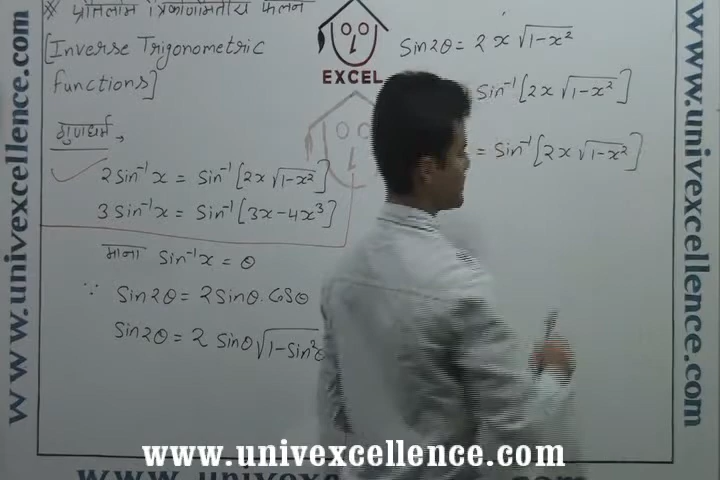 * प्रतिलोम त्रिकोणमितीय फलन
[Inverse Trigonometric
functions]
गुणधर्म →
2 Sin⁻¹x = Sin⁻¹[2x √1-x²]
3 Sin⁻¹x = Sin⁻¹[3x-4x³]
माना Sin⁻¹x = θ
∵ Sin2θ = 2Sinθ.Cosθ
Sin2θ = 2 Sinθ√1-Sin²θ
EXCEL
Sin2θ = 2x √1-x²
Sin⁻¹[2x √1-x²]
= Sin⁻¹[2x √1-x²]
www.univexcellence.com
www.univexcellence.com
www.univexcellence.com